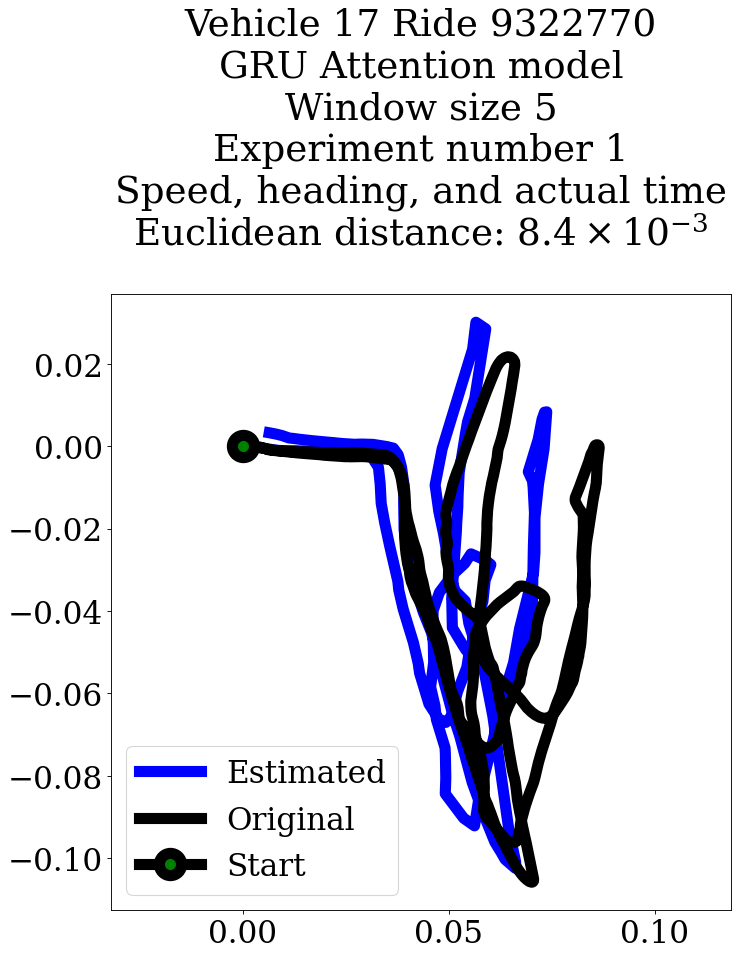 Vehicle 17 Ride 9322770
GRU Attention model
Window size 5
Experiment number 1
Speed, heading, and actual time
Euclidean distance: 8.4 × 10⁻³
0.02
0.00
−0.02
−0.04
−0.06
−0.08
−0.10
Estimated
Original
Start
0.00 0.05 0.10